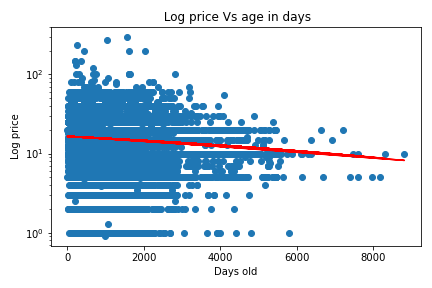 Log price Vs age in days
Log price
10²
10¹
10⁰
0 2000 4000 6000 8000
Days old